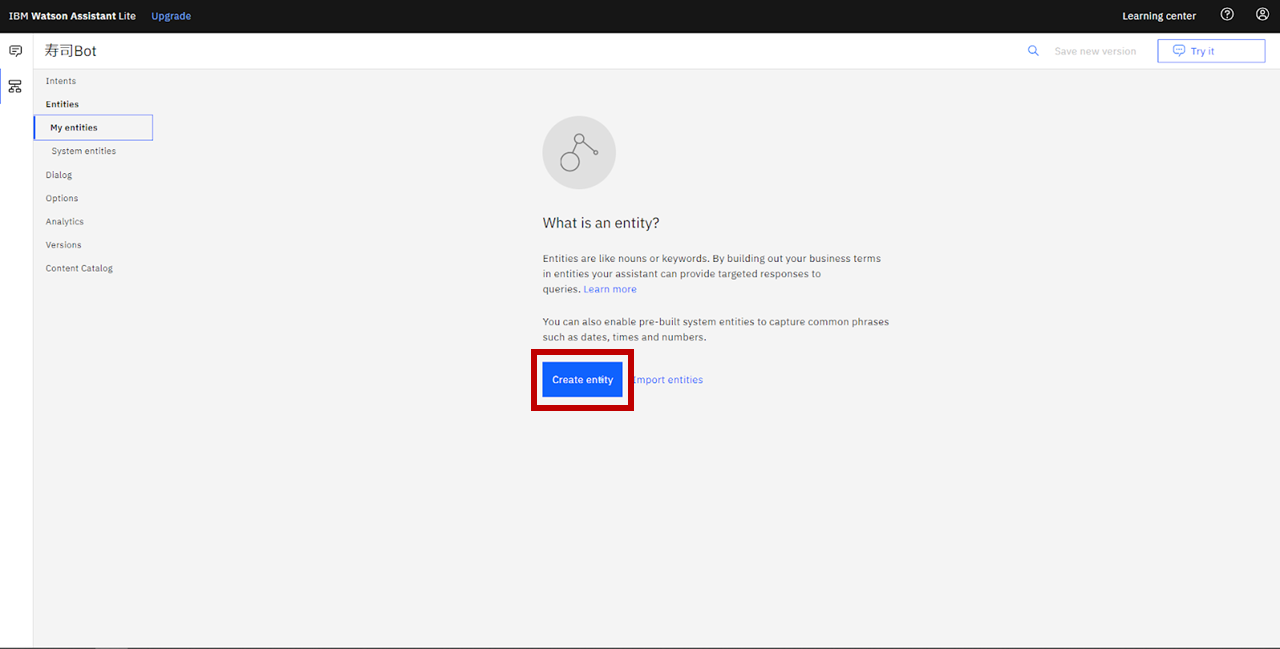 IBM Watson Assistant Lite Upgrade Learning center
寿司Bot Save new version Try it
Intents
Entities
My entities
System entities
Dialog
Options
Analytics
Versions
Content Catalog
What is an entity?
Entities are like nouns or keywords. By building out your business terms
in entities your assistant can provide targeted responses to
queries. Learn more
You can also enable pre-built system entities to capture common phrases
such as dates, times and numbers.
Create entity Import entities